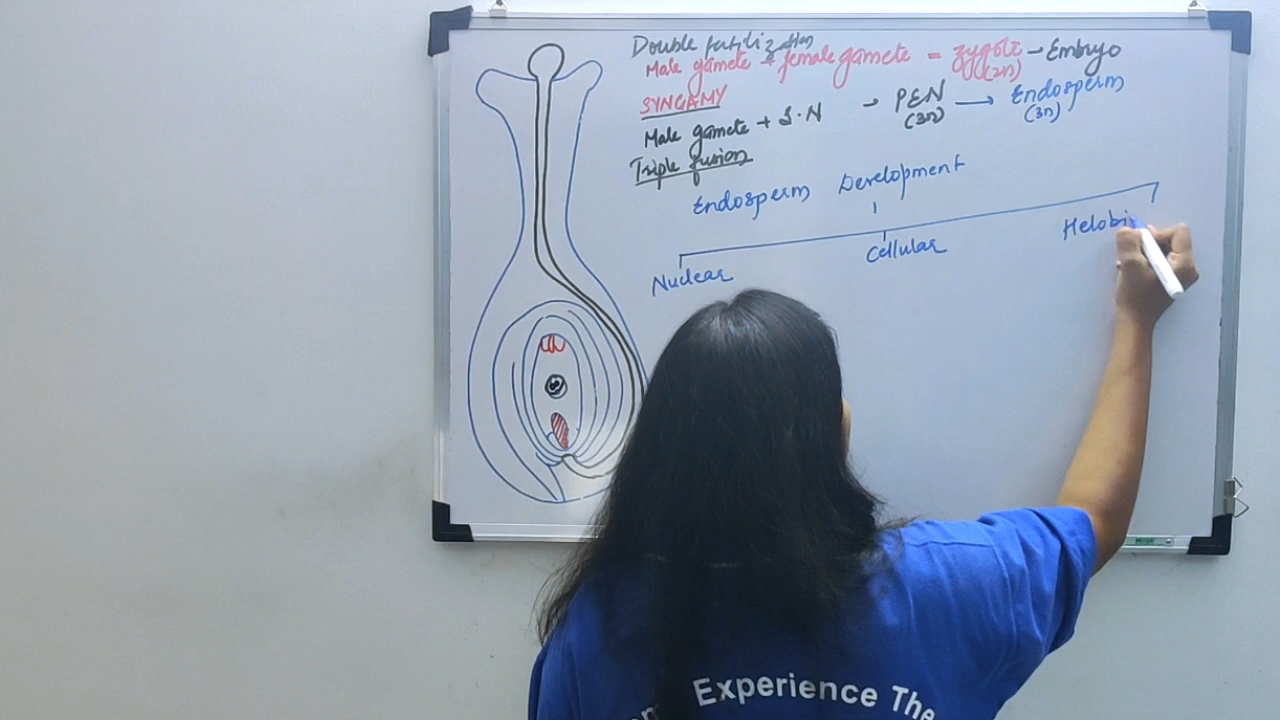 Double fertilization
Male gamete + female gamete = zygote - Embryo
(2n)
SYNGAMY
Male gamete + S.N → PEN → Endosperm
(3n) (3n)
Triple fusion
Endosperm Development
Nuclear Cellular Helobi
Experience The